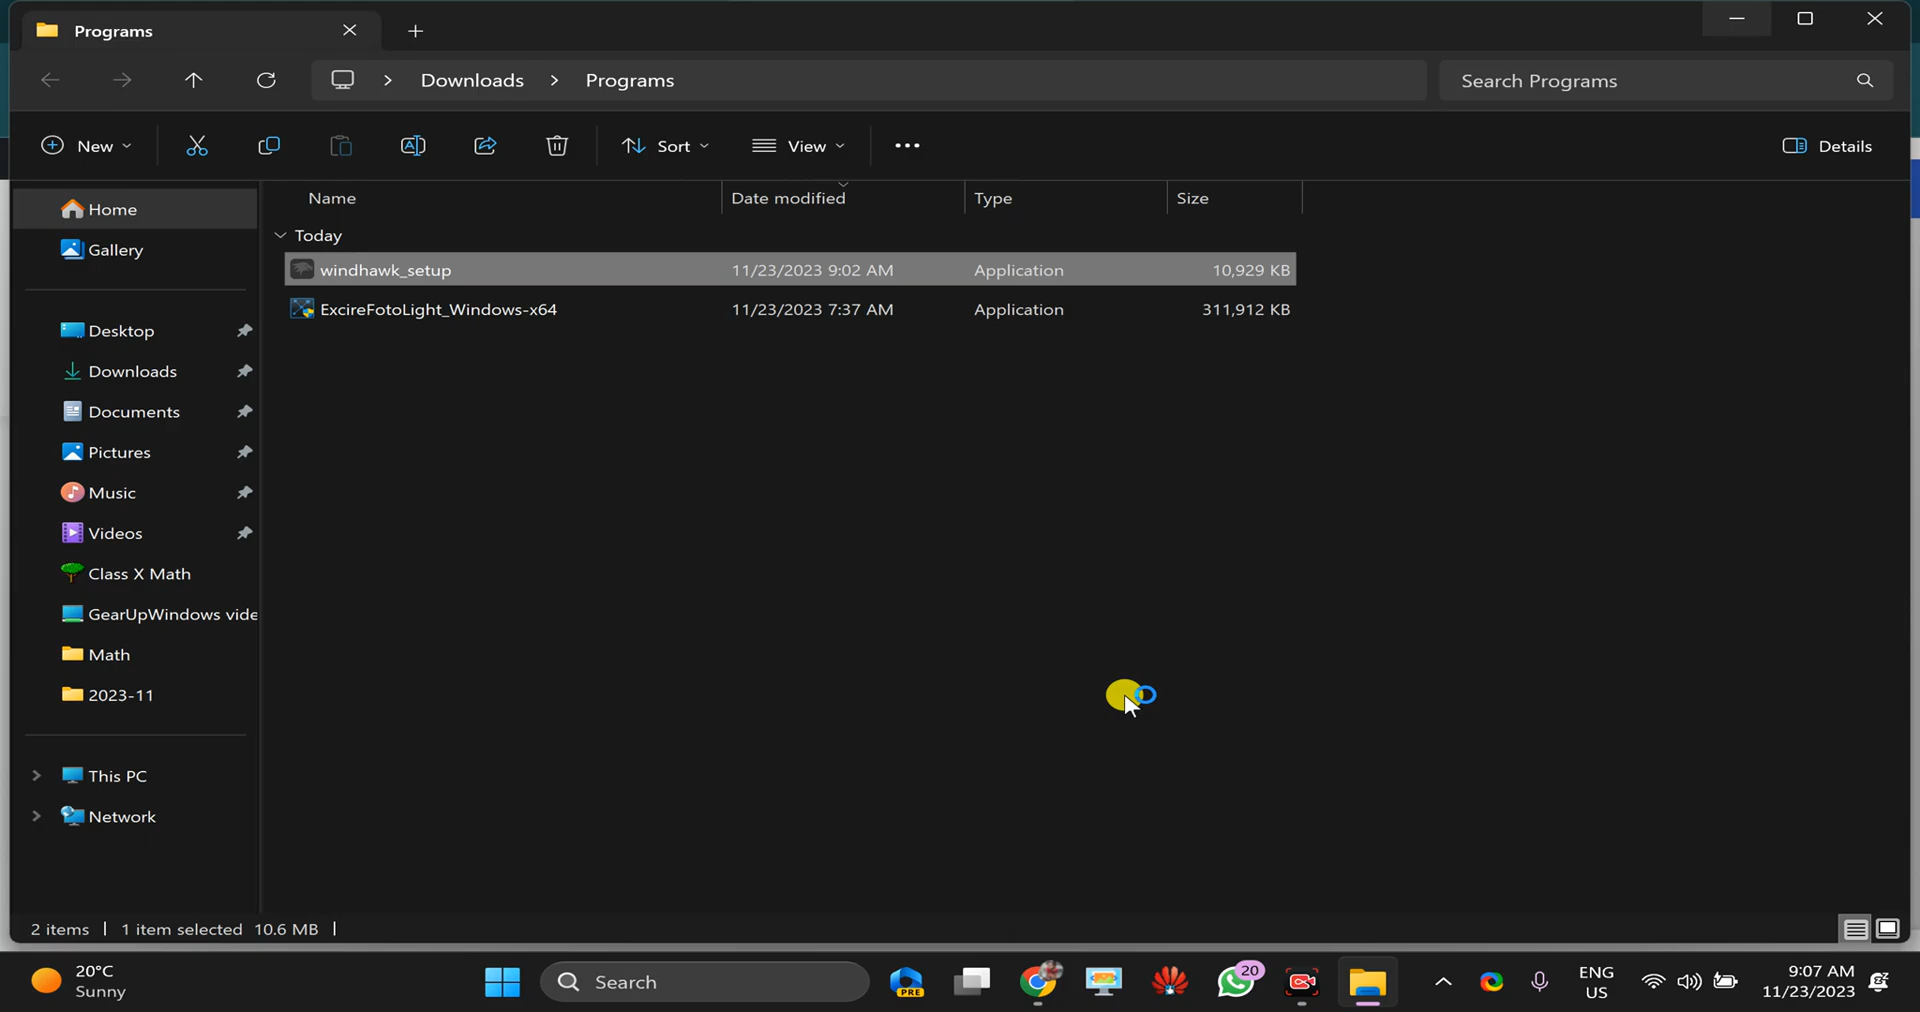 Programs
Downloads Programs
Search Programs
New
Sort
View
Details
Name Date modified Type Size
Today
windhawk_setup 11/23/2023 9:02 AM Application 10,929 KB
ExcireFotoLight_Windows-x64 11/23/2023 7:37 AM Application 311,912 KB
Home
Gallery
Desktop
Downloads
Documents
Pictures
Music
Videos
Class X Math
GearUpWindows vide
Math
2023-11
This PC
Network
2 items 1 item selected 10.6 MB
20°C
Sunny
Search
PRE
20
ENG
US
9:07 AM
11/23/2023